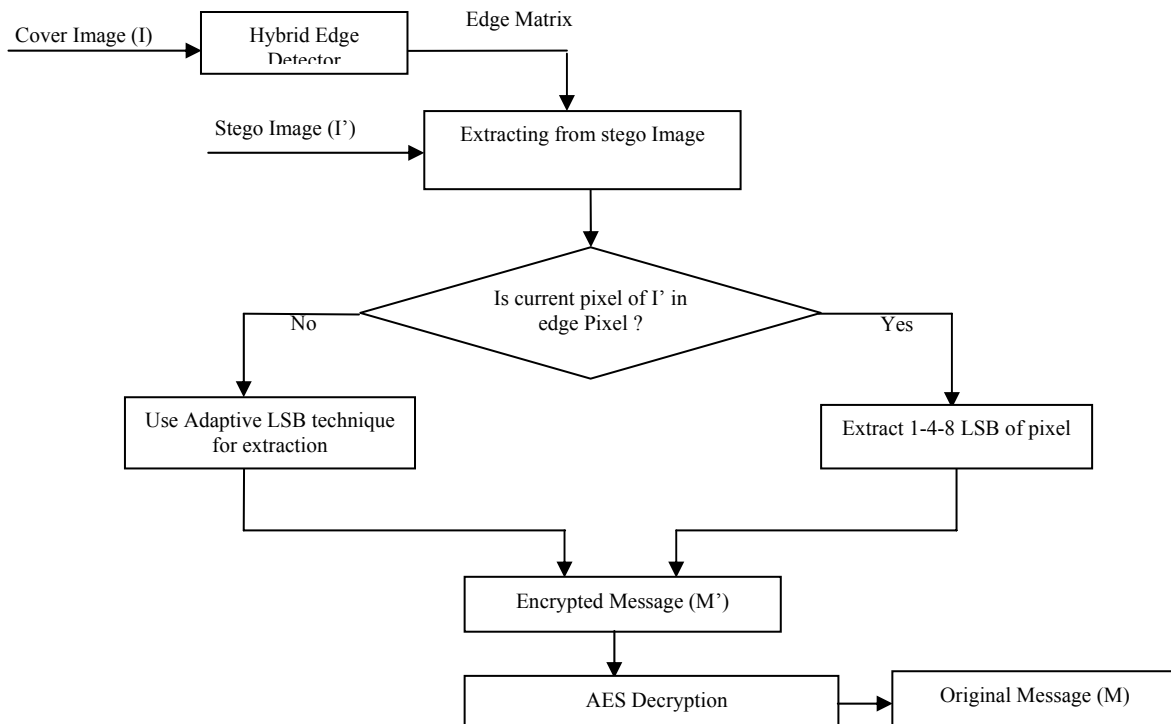 Cover Image (I)
Hybrid Edge
Detector
Edge Matrix
Stego Image (I’)
Extracting from stego Image
Is current pixel of I’ in
edge Pixel ?
No
Yes
Use Adaptive LSB technique
for extraction
Extract 1-4-8 LSB of pixel
Encrypted Message (M’)
AES Decryption
Original Message (M)